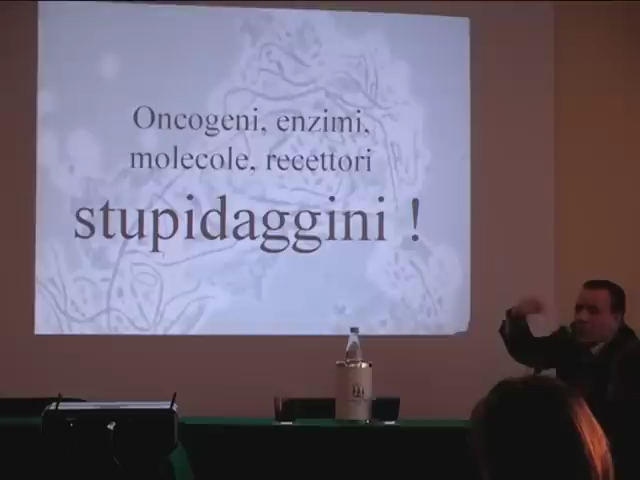 Oncogeni, enzimi,
molecole, recettori
stupidaggini !